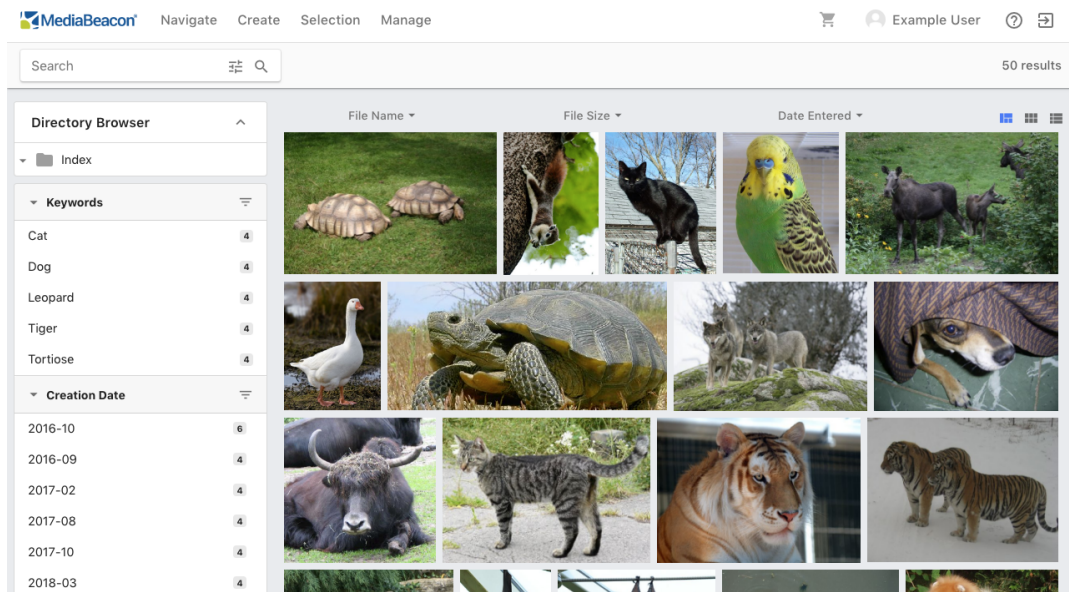 MediaBeacon® Navigate Create Selection Manage Example User
Search 50 results
Directory Browser
Index
Keywords
Cat 4
Dog 4
Leopard 4
Tiger 4
Tortiose 4
Creation Date
2016-10 6
2016-09 4
2017-02 4
2017-08 4
2017-10 4
2018-03 4
File Name File Size Date Entered